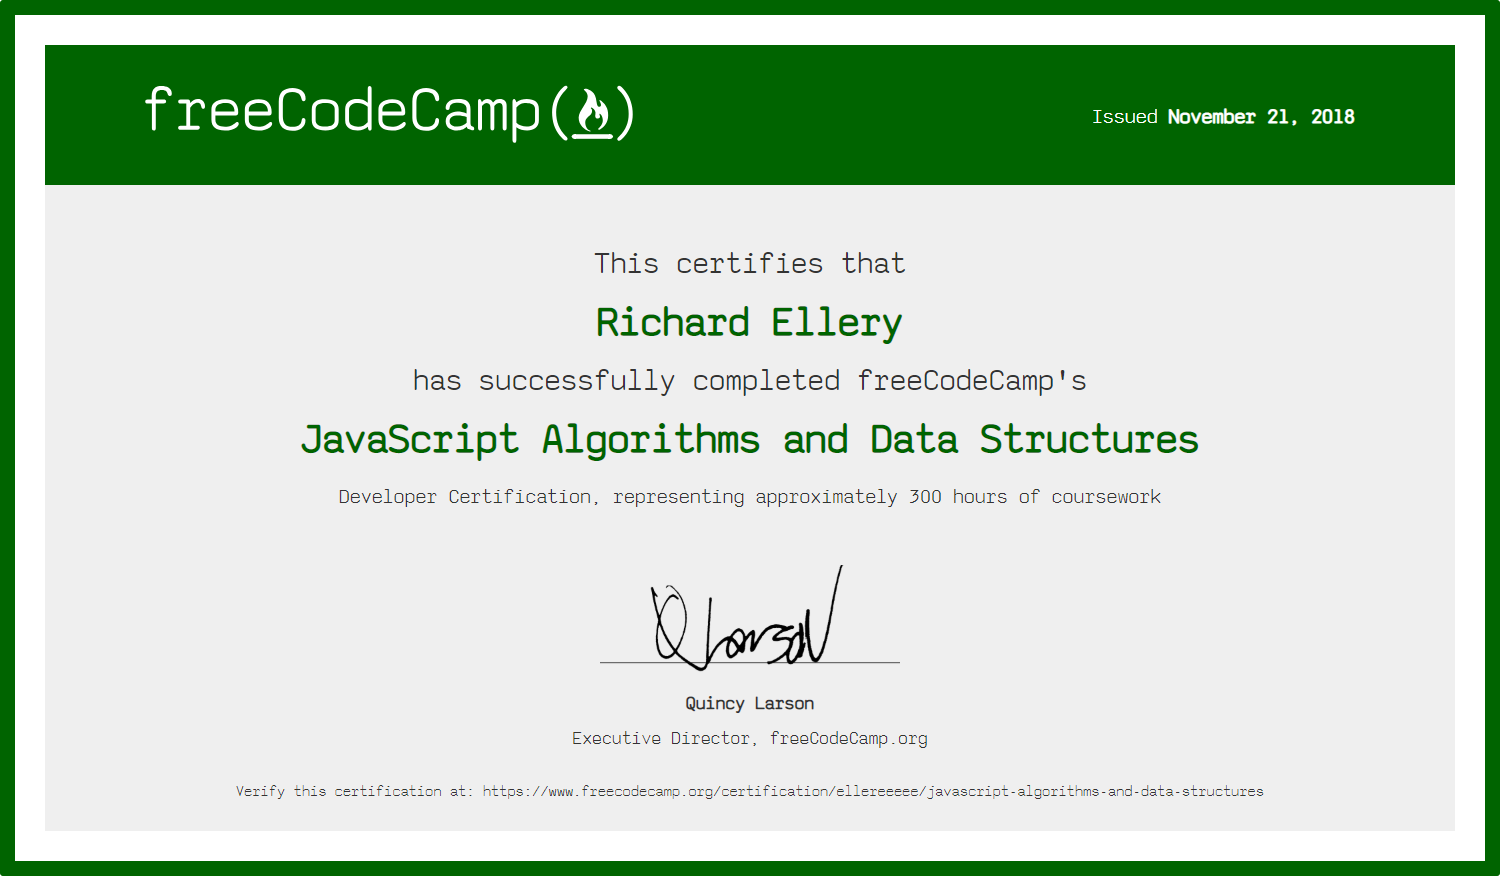 freeCodeCamp()
Issued November 21, 2018
This certifies that
Richard Ellery
has successfully completed freeCodeCamp's
JavaScript Algorithms and Data Structures
Developer Certification, representing approximately 300 hours of coursework
Q Larson
Quincy Larson
Executive Director, freeCodeCamp.org
Verify this certification at: https://www.freecodecamp.org/certification/ellereeeee/javascript-algorithms-and-data-structures